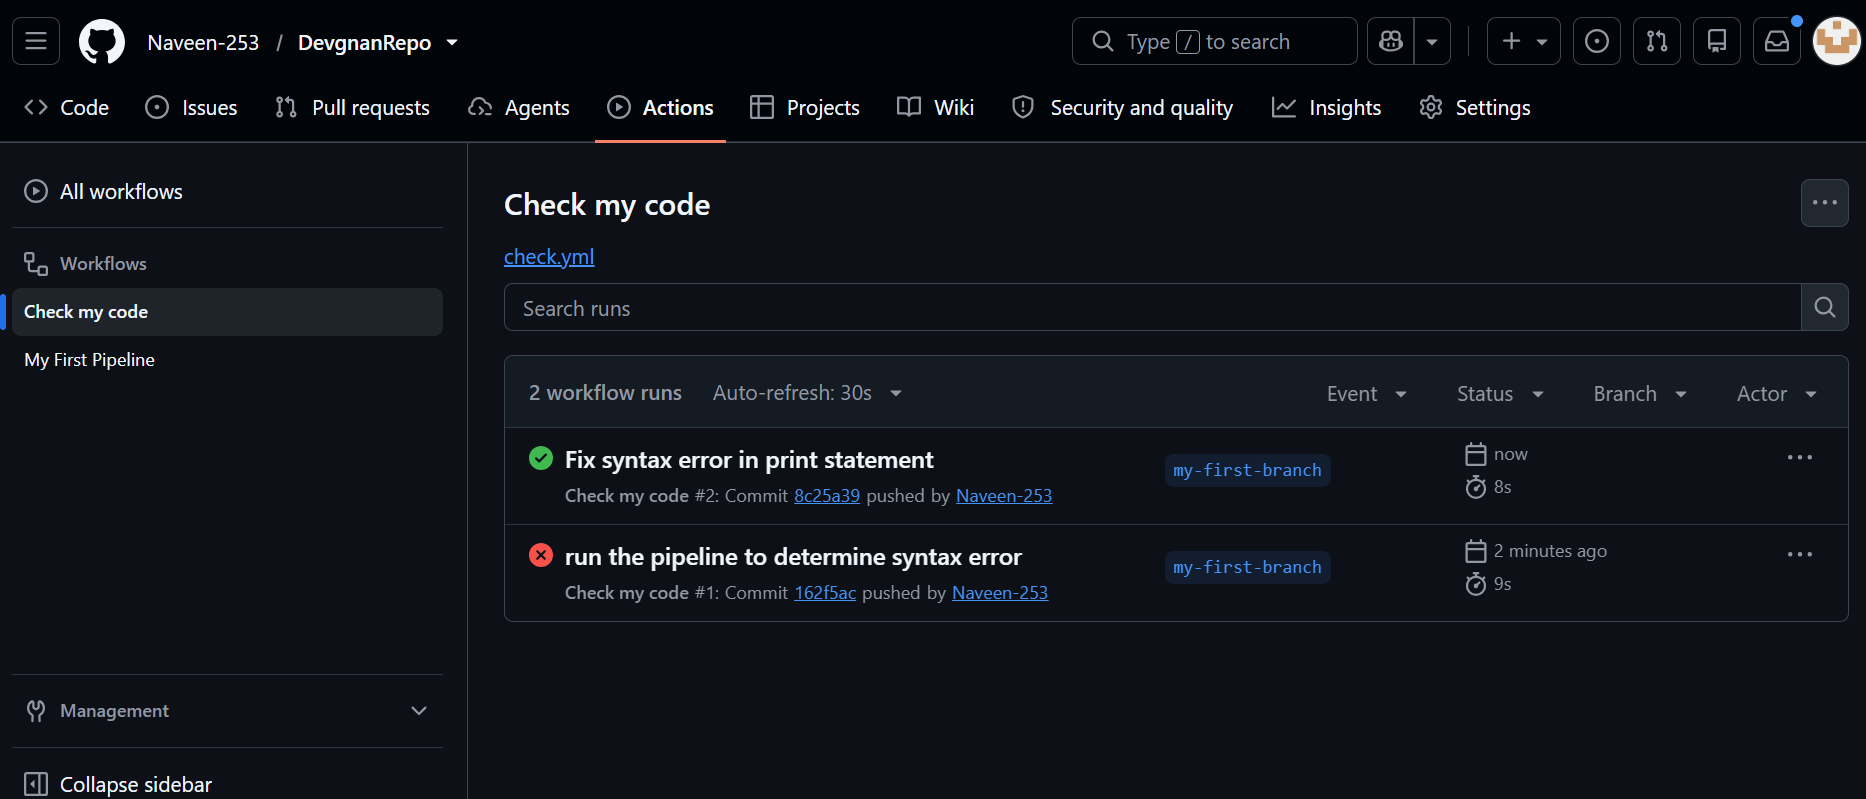 Naveen-253 / DevgnanRepo
Type / to search
Code Issues Pull requests Agents Actions Projects Wiki Security and quality Insights Settings
All workflows
Workflows
Check my code
My First Pipeline
Management
Collapse sidebar
Check my code
check.yml
Search runs
2 workflow runs Auto-refresh: 30s Event Status Branch Actor
Fix syntax error in print statement
Check my code #2: Commit 8c25a39 pushed by Naveen-253
my-first-branch
now
8s
run the pipeline to determine syntax error
Check my code #1: Commit 162f5ac pushed by Naveen-253
my-first-branch
2 minutes ago
9s